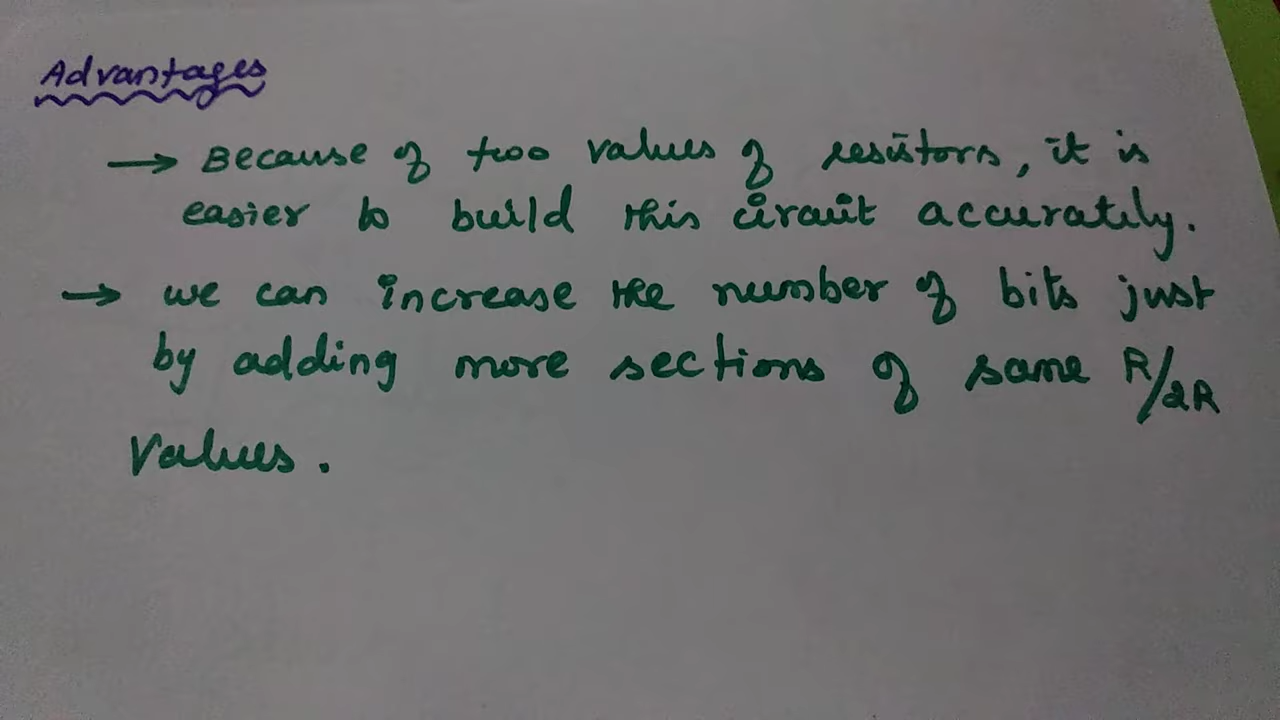 Advantages
→ Because of two values of resistors, it is
easier to build this circuit accurately.
→ we can increase the number of bits just
by adding more sections of same R/2R
Values.